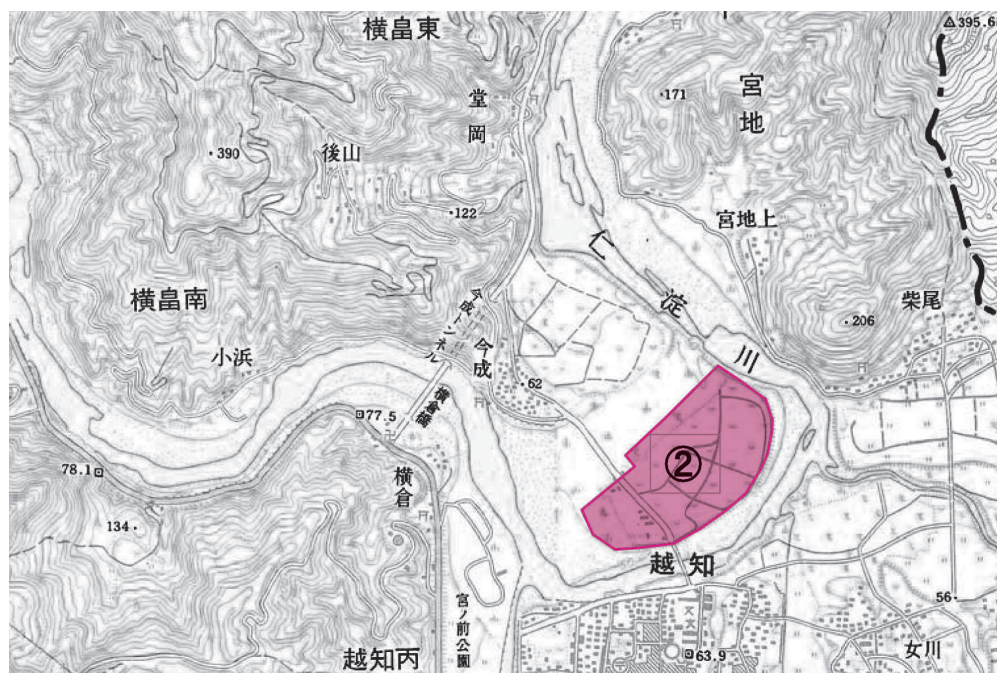 横畠東
395.6
堂岡
171
宮地
390
後山
122
宮地上
仁淀川
横畠南
今成トンネル
柴尾
206
小浜
今成
62
横倉橋
77.5
②
78.1
横倉
134
越知
宮ノ前公園
56
越知丙
63.9
女川